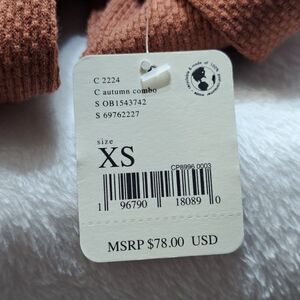 C 2224
C autumn combo
S OB1543742
S 69762227
size
XS
CP8996 0003
1 96790 18089 0
MSRP $78.00 USD